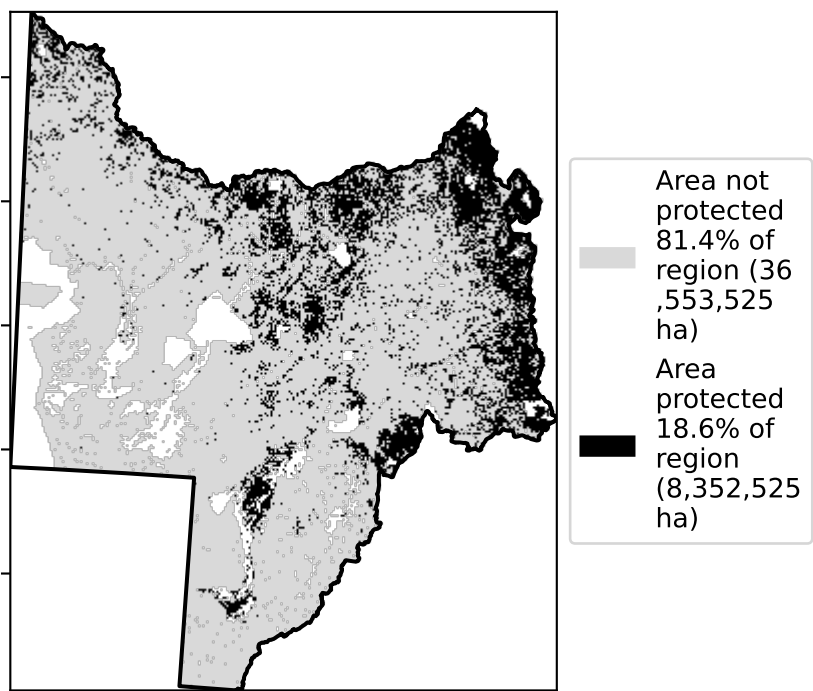 Area not
protected
81.4% of
region (36
,553,525
ha)
Area
protected
18.6% of
region
(8,352,525
ha)